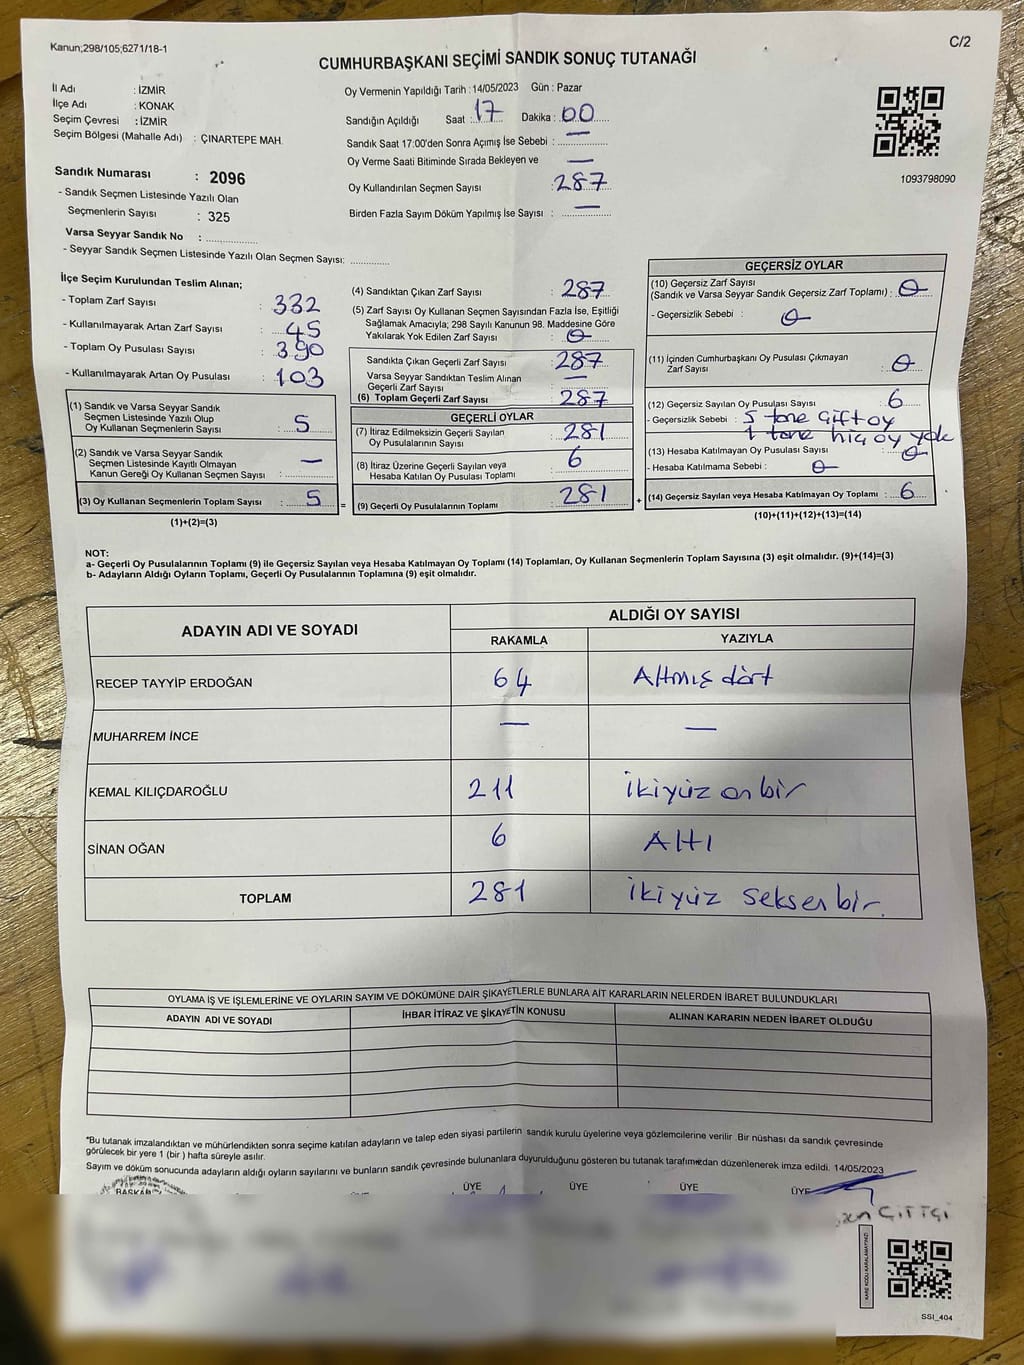 Kanun;298/105;6271/18-1
C/2
CUMHURBAŞKANI SEÇİMİ SANDIK SONUÇ TUTANAĞI
İl Adı : İZMİR
İlçe Adı : KONAK
Seçim Çevresi : İZMİR
Seçim Bölgesi (Mahalle Adı) : ÇINARTEPE MAH.
Oy Vermenin Yapıldığı Tarih : 14/05/2023 Gün : Pazar
Sandığın Açıldığı Saat : 17 Dakika : 00
Sandık Saat 17:00'den Sonra Açımış İse Sebebi : —
Oy Verme Saati Bitiminde Sırada Bekleyen ve —
Oy Kullandırılan Seçmen Sayısı : 287
Birden Fazla Sayım Döküm Yapılmış İse Sayısı : —
1093798090
Sandık Numarası : 2096
- Sandık Seçmen Listesinde Yazılı Olan
Seçmenlerin Sayısı : 325
Varsa Seyyar Sandık No :
- Seyyar Sandık Seçmen Listesinde Yazılı Olan Seçmen Sayısı:
İlçe Seçim Kurulundan Teslim Alınan;
- Toplam Zarf Sayısı : 332
- Kullanılmayarak Artan Zarf Sayısı : 45
- Toplam Oy Pusulası Sayısı : 390
- Kullanılmayarak Artan Oy Pusulası : 103
(1) Sandık ve Varsa Seyyar Sandık
Seçmen Listesinde Yazılı Olup
Oy Kullanan Seçmenlerin Sayısı : 5
(2) Sandık ve Varsa Seyyar Sandık
Seçmen Listesinde Kayıtlı Olmayan
Kanun Gereği Oy Kullanan Seçmen Sayısı : —
(3) Oy Kullanan Seçmenlerin Toplam Sayısı : 5 =
(1)+(2)=(3)
(4) Sandıktan Çıkan Zarf Sayısı : 287
(5) Zarf Sayısı Oy Kullanan Seçmen Sayısından Fazla İse, Eşitliği
Sağlamak Amacıyla; 298 Sayılı Kanunun 98. Maddesine Göre
Yakılarak Yok Edilen Zarf Sayısı : 0
Sandıkta Çıkan Geçerli Zarf Sayısı : 287
Varsa Seyyar Sandıktan Teslim Alınan
Geçerli Zarf Sayısı : —
(6) Toplam Geçerli Zarf Sayısı : 287
GEÇERLİ OYLAR
(7) İtiraz Edilmeksizin Geçerli Sayılan
Oy Pusulalarının Sayısı : 281
(8) İtiraz Üzerine Geçerli Sayılan veya
Hesaba Katılan Oy Pusulası Toplamı : 6
(9) Geçerli Oy Pusulalarının Toplamı : 281 +
GEÇERSİZ OYLAR
(10) Geçersiz Zarf Sayısı
(Sandık ve Varsa Seyyar Sandık Geçersiz Zarf Toplamı) : 0
- Geçersizlik Sebebi : 0
(11) İçinden Cumhurbaşkanı Oy Pusulası Çıkmayan
Zarf Sayısı : 0
(12) Geçersiz Sayılan Oy Pusulası Sayısı : 6
- Geçersizlik Sebebi : 5 tane çift oy
1 tane hiç oy yok
(13) Hesaba Katılmayan Oy Pusulası Sayısı : 0
- Hesaba Katılmama Sebebi : 0
(14) Geçersiz Sayılan veya Hesaba Katılmayan Oy Toplamı : 6
(10)+(11)+(12)+(13)=(14)
NOT:
a- Geçerli Oy Pusulalarının Toplamı (9) ile Geçersiz Sayılan veya Hesaba Katılmayan Oy Toplamı (14) Toplamları, Oy Kullanan Seçmenlerin Toplam Sayısına (3) eşit olmalıdır. (9)+(14)=(3)
b- Adayların Aldığı Oyların Toplamı, Geçerli Oy Pusulalarının Toplamına (9) eşit olmalıdır.
ADAYIN ADI VE SOYADI
ALDIĞI OY SAYISI
RAKAMLA YAZIYLA
RECEP TAYYİP ERDOĞAN 64 Altmış dört
MUHARREM İNCE — —
KEMAL KILIÇDAROĞLU 211 İkiyüz on bir
SİNAN OĞAN 6 Altı
TOPLAM 281 İkiyüz seksen bir.
OYLAMA İŞ VE İŞLEMLERİNE VE OYLARIN SAYIM VE DÖKÜMÜNE DAİR ŞİKAYETLERLE BUNLARA AİT KARARLARIN NELERDEN İBARET BULUNDUKLARI
ADAYIN ADI VE SOYADI İHBAR İTİRAZ VE ŞİKAYETİN KONUSU ALINAN KARARIN NEDEN İBARET OLDUĞU
*Bu tutanak imzalandıktan ve mühürlendikten sonra seçime katılan adayların ve talep eden siyasi partilerin sandık kurulu üyelerine veya gözlemcilerine verilir. Bir nüshası da sandık çevresinde
görülecek bir yere 1 (bir) hafta süreyle asılır.
Sayım ve döküm sonucunda adayların aldığı oyların sayılarını ve bunların sandık çevresinde bulunanlara duyurulduğunu gösteren bu tutanak tarafımızdan düzenlenerek imza edildi. 14/05/2023
BAŞKAN ÜYE ÜYE ÜYE ÜYE
ÇİTTÇİ
KARE KODU KARALAMAYINIZ
SSI_404